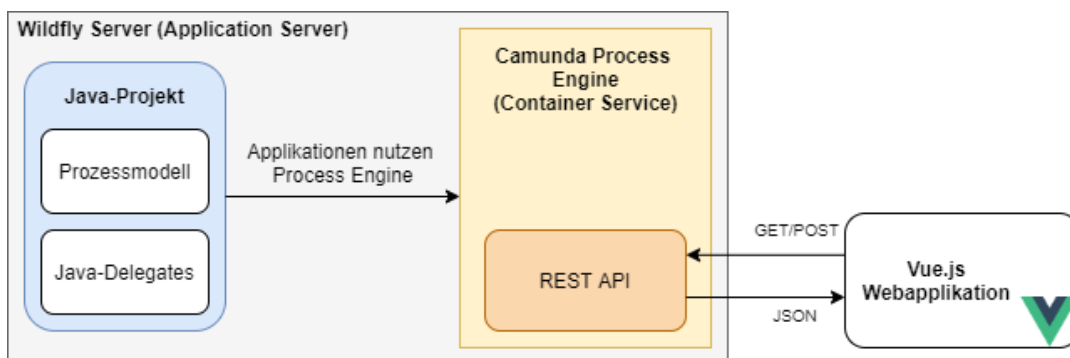 Wildfly Server (Application Server)
Java-Projekt
Prozessmodell
Java-Delegates
Applikationen nutzen
Process Engine
Camunda Process
Engine
(Container Service)
REST API
GET/POST
JSON
Vue.js
Webapplikation